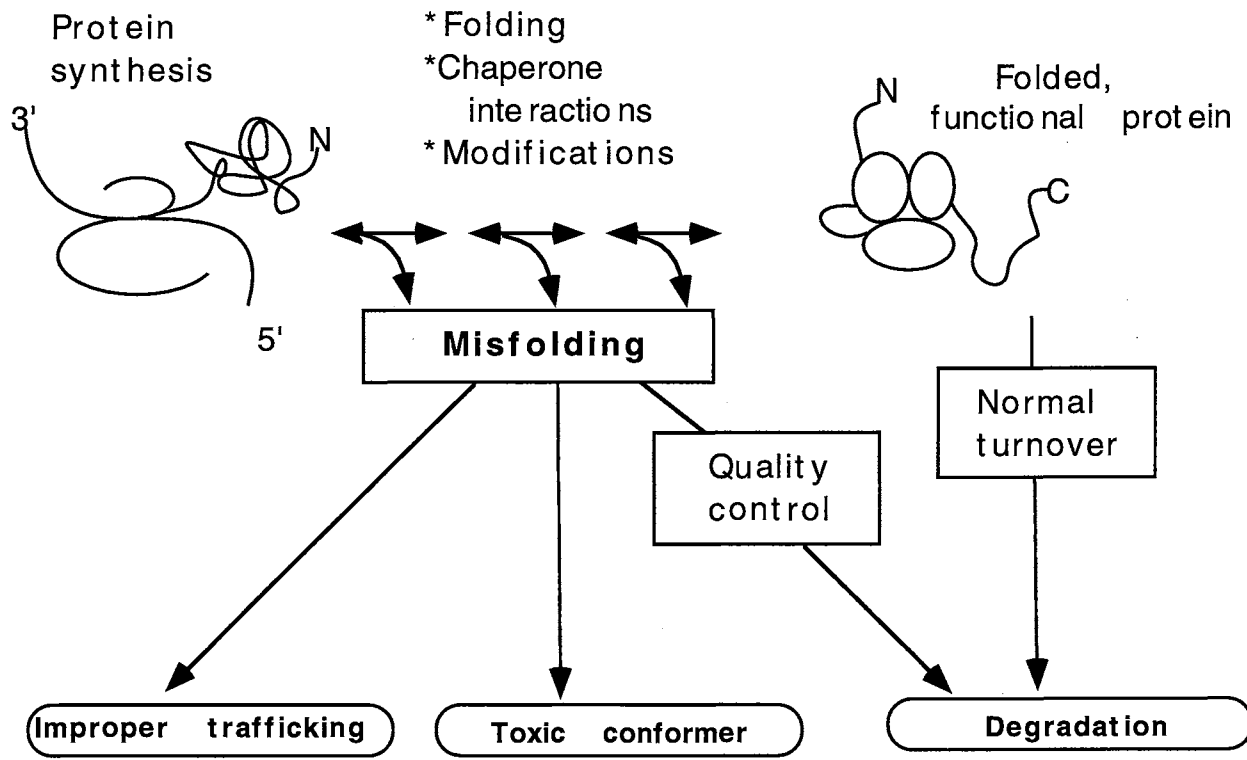 Protein
synthesis
3'
N
5'
*Folding
*Chaperone
interactions
*Modifications
N
Folded,
functional protein
C
Misfolding
Quality
control
Normal
turnover
Improper trafficking
Toxic conformer
Degradation